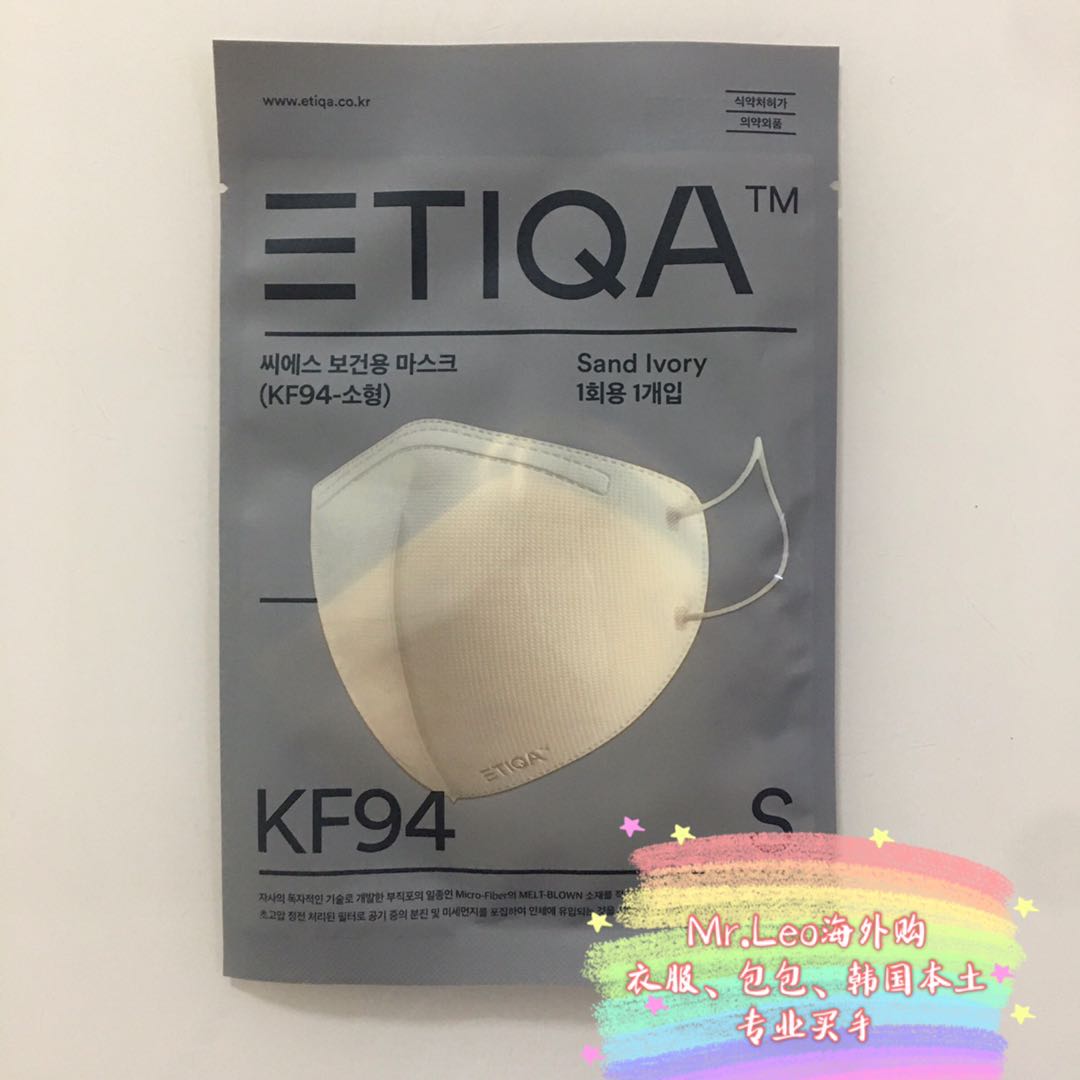 www.etiqa.co.kr
식약처허가
의약외품
ETIQA™
씨에스 보건용 마스크
(KF94-소형)
Sand Ivory
1회용 1개입
ETIQA™
KF94
S
자사의 독자적인 기술로 개발한 부직포의 일종인 Micro-Fiber의 MELT-BLOWN 소재를
초고압 정전 처리된 필터로 공기 중의 분진 및 미세먼지를 포집하여 인체에 유입되는
Mr.Leo海外购
衣服、包包、韩国本土
专业买手